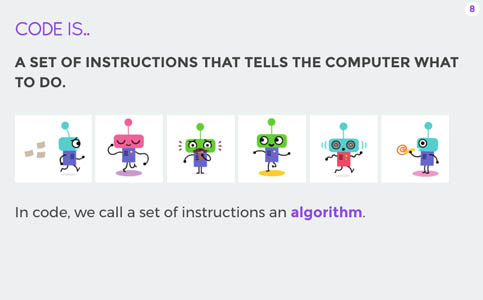 8
CODE IS..
A SET OF INSTRUCTIONS THAT TELLS THE COMPUTER WHAT
TO DO.
In code, we call a set of instructions an algorithm.